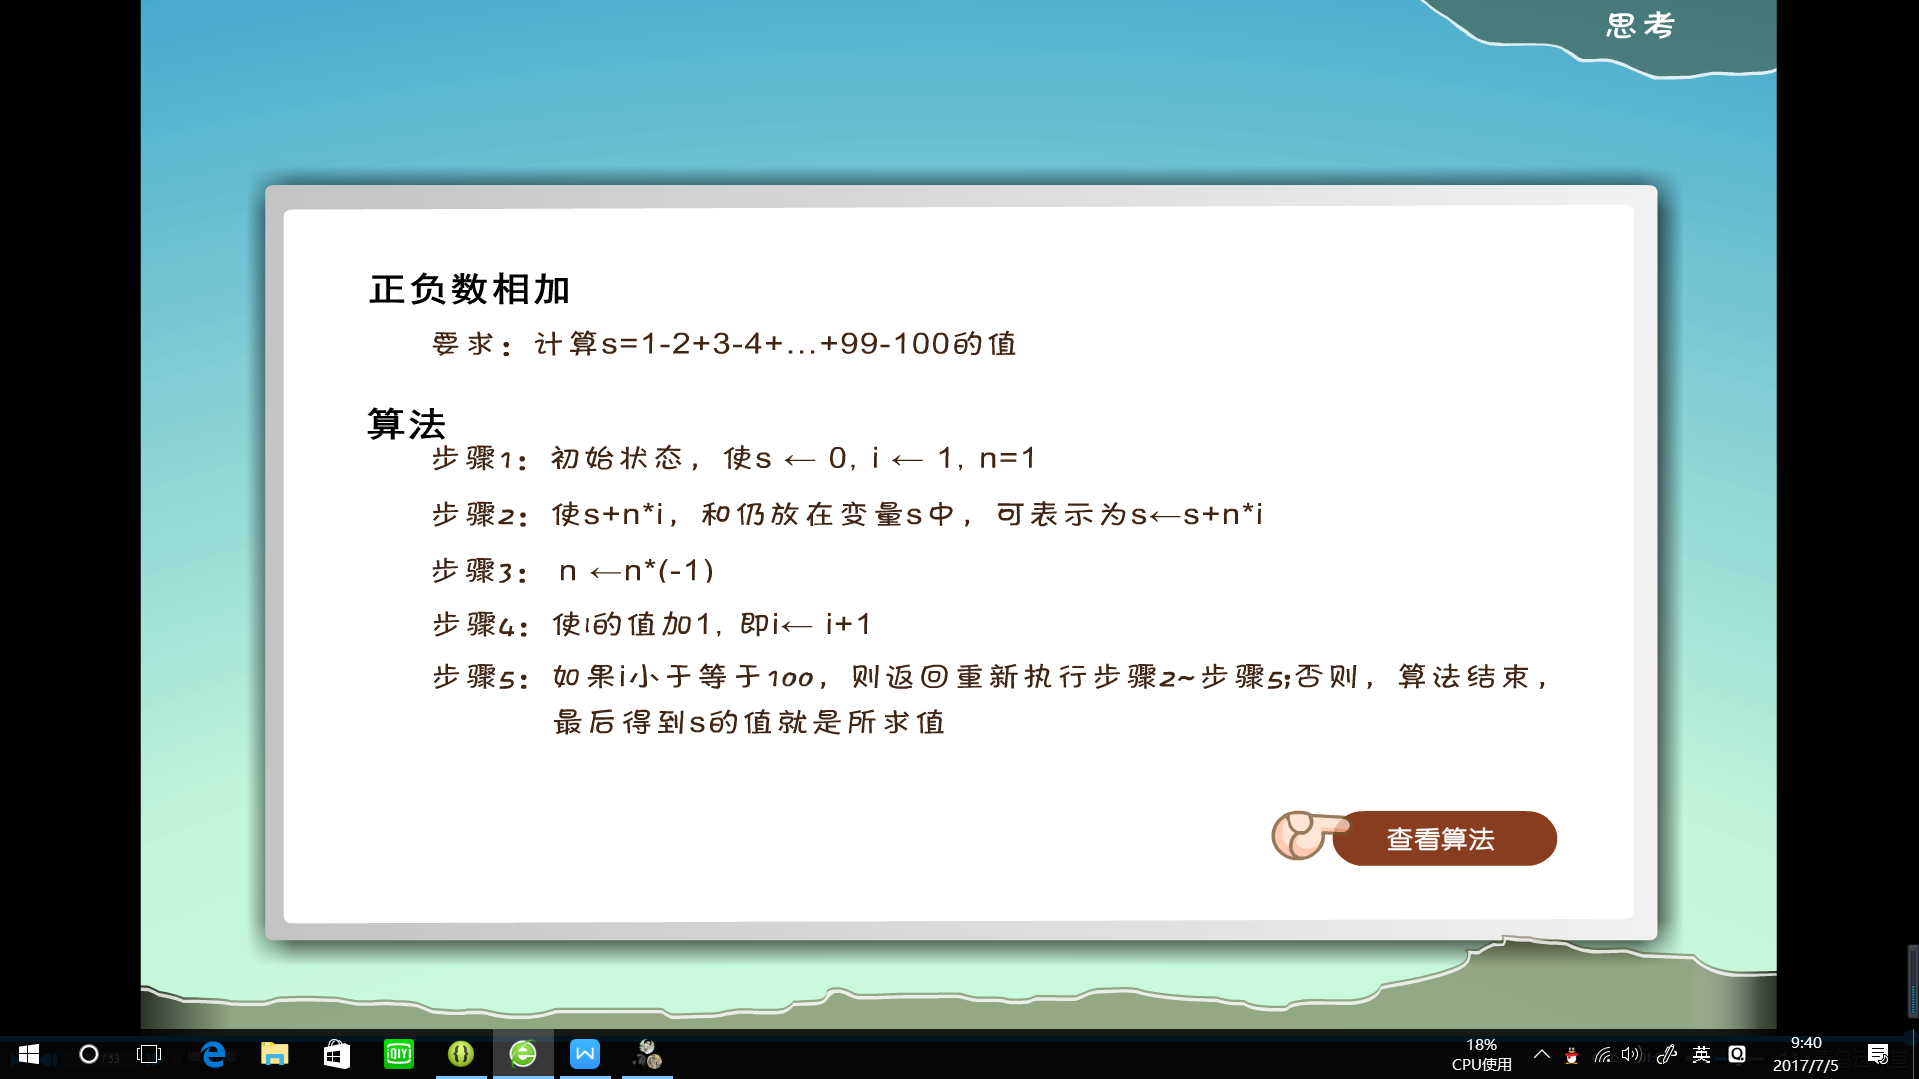 思考
正负数相加
要求：计算s=1-2+3-4+…+99-100的值
算法
步骤1：初始状态，使s ← 0, i ← 1, n=1
步骤2：使s+n*i，和仍放在变量s中，可表示为s←s+n*i
步骤3： n ←n*(-1)
步骤4：使i的值加1, 即i← i+1
步骤5：如果i小于等于100，则返回重新执行步骤2~步骤5;否则，算法结束，
最后得到s的值就是所求值
查看算法
iQIY
18%
CPU使用
英
9:40
2017/7/5